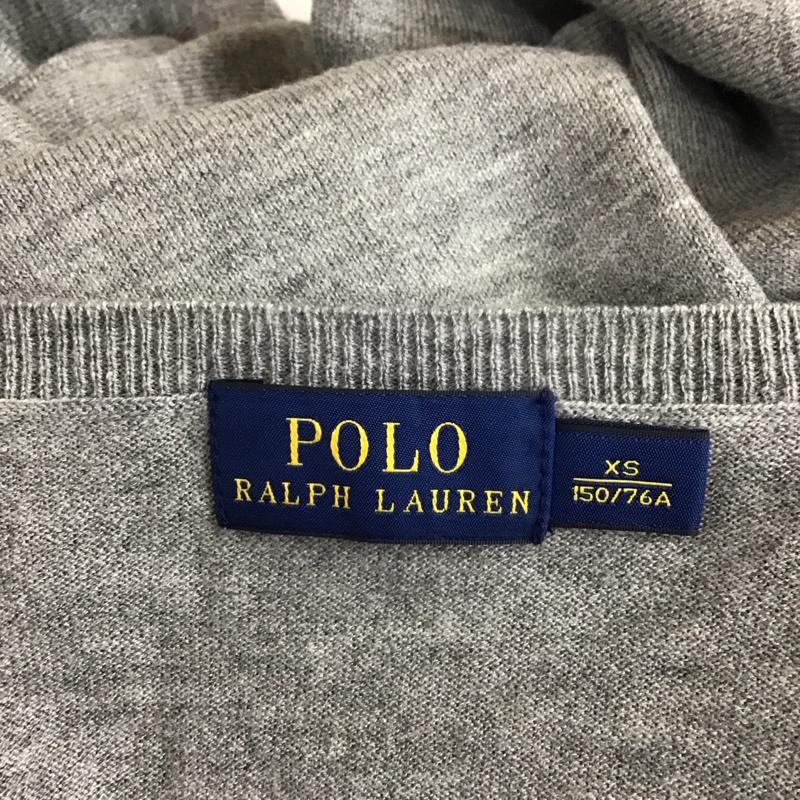 POLO
RALPH LAUREN
XS
150/76A